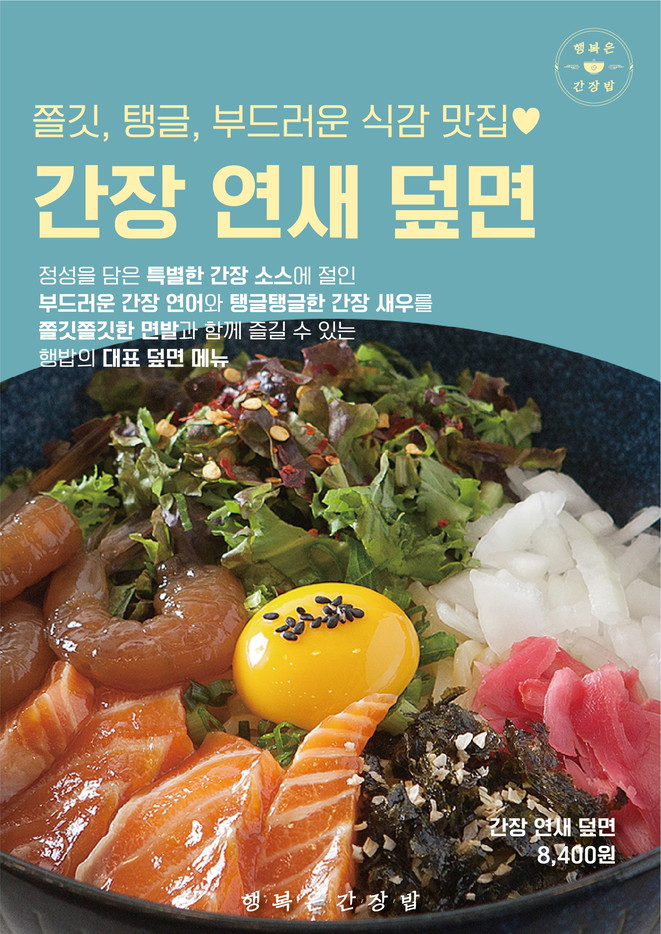 행복은
간장밥
쫄깃, 탱글, 부드러운 식감 맛집♥
간장 연새 덮면
정성을 담은 특별한 간장 소스에 절인
부드러운 간장 연어와 탱글탱글한 간장 새우를
쫄깃쫄깃한 면발과 함께 즐길 수 있는
행밥의 대표 덮면 메뉴
간장 연새 덮면
8,400원
행복은간장밥